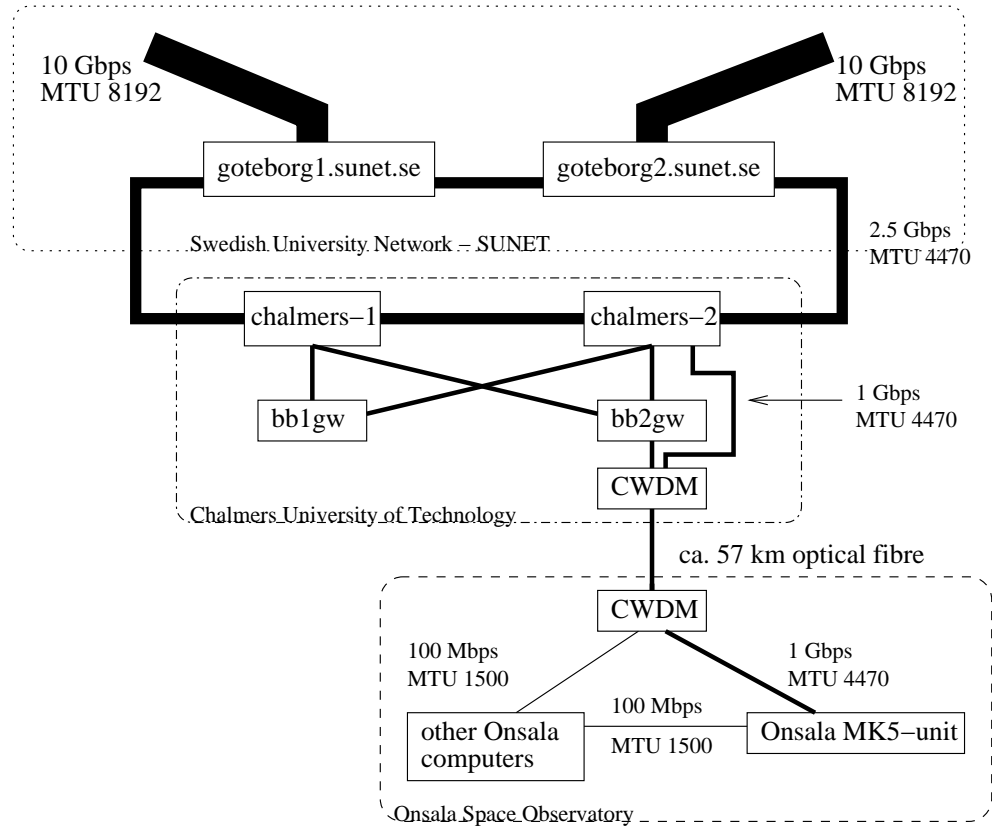 10 Gbps
MTU 8192
10 Gbps
MTU 8192
goteborg1.sunet.se
goteborg2.sunet.se
2.5 Gbps
MTU 4470
Swedish University Network – SUNET
chalmers–1
chalmers–2
1 Gbps
MTU 4470
bb1gw
bb2gw
CWDM
Chalmers University of Technology
ca. 57 km optical fibre
CWDM
100 Mbps
MTU 1500
1 Gbps
MTU 4470
100 Mbps
MTU 1500
other Onsala
computers
Onsala MK5–unit
Onsala Space Observatory